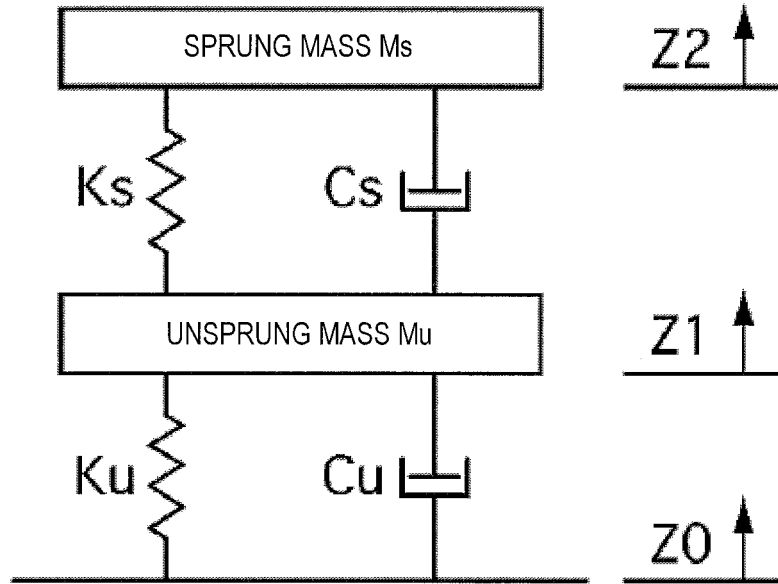 SPRUNG MASS Ms
Z2
Ks
Cs
UNSPRUNG MASS Mu
Z1
Ku
Cu
Z0